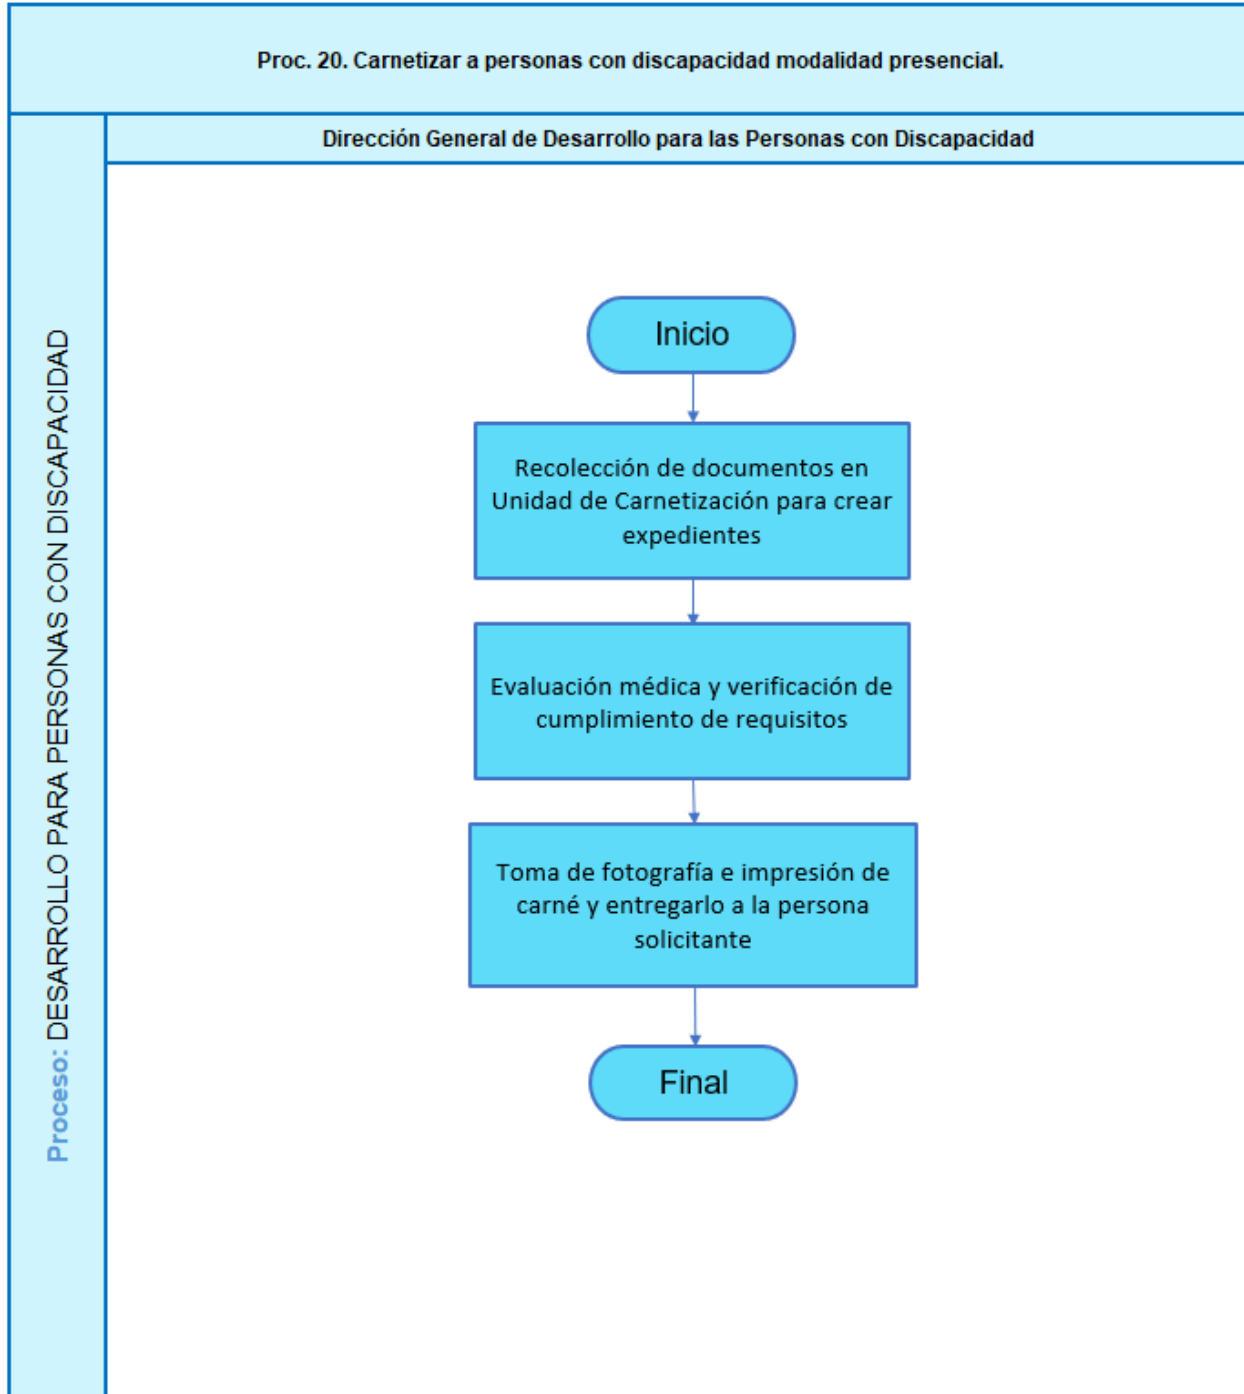 Proc. 20. Carnetizar a personas con discapacidad modalidad presencial.
Dirección General de Desarrollo para las Personas con Discapacidad
Proceso: DESARROLLO PARA PERSONAS CON DISCAPACIDAD
Inicio
Recolección de documentos en
Unidad de Carnetización para crear
expedientes
Evaluación médica y verificación de
cumplimiento de requisitos
Toma de fotografía e impresión de
carné y entregarlo a la persona
solicitante
Final